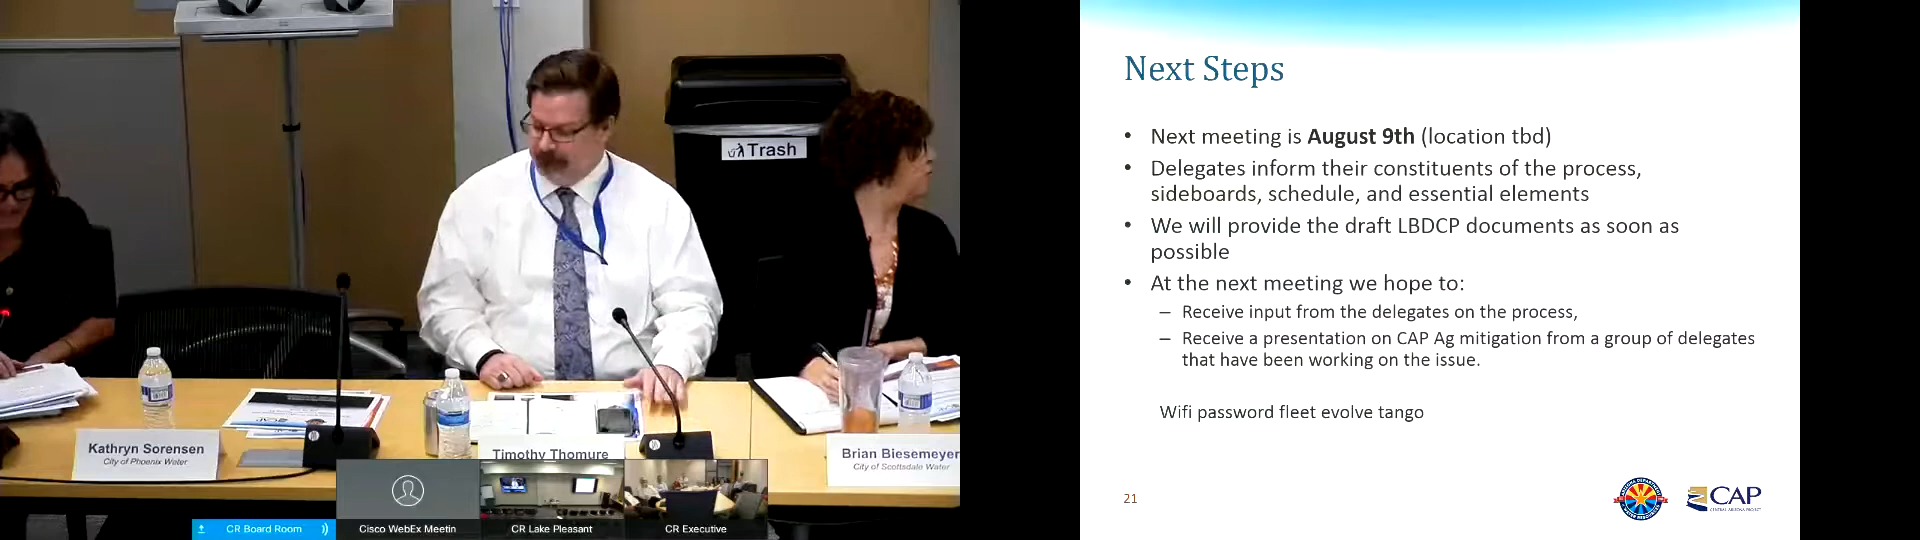 Trash
Kathryn Sorensen
City of Phoenix Water
Timothy Thomure
Brian Biesemeyer
City of Scottsdale Water
CR Board Room
Cisco WebEx Meetin
CR Lake Pleasant
CR Executive
Next Steps
• Next meeting is August 9th (location tbd)
• Delegates inform their constituents of the process,
sideboards, schedule, and essential elements
• We will provide the draft LBDCP documents as soon as
possible
• At the next meeting we hope to:
– Receive input from the delegates on the process,
– Receive a presentation on CAP Ag mitigation from a group of delegates
that have been working on the issue.
Wifi password fleet evolve tango
21
CAP
CENTRAL ARIZONA PROJECT